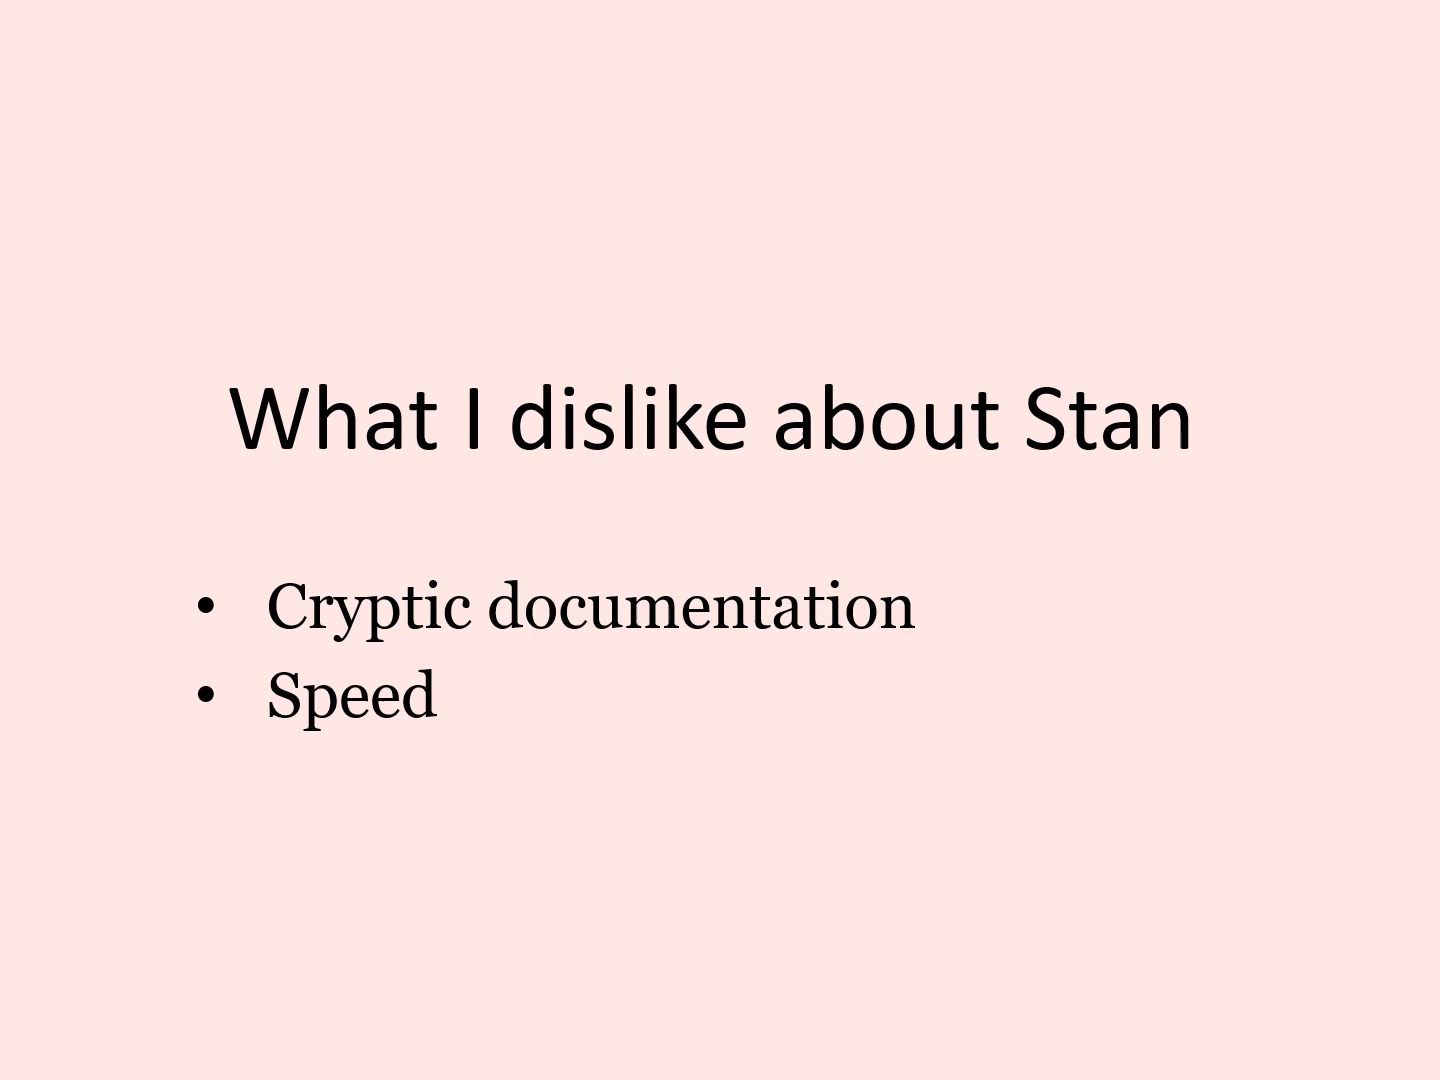 What I dislike about Stan
• Cryptic documentation
• Speed